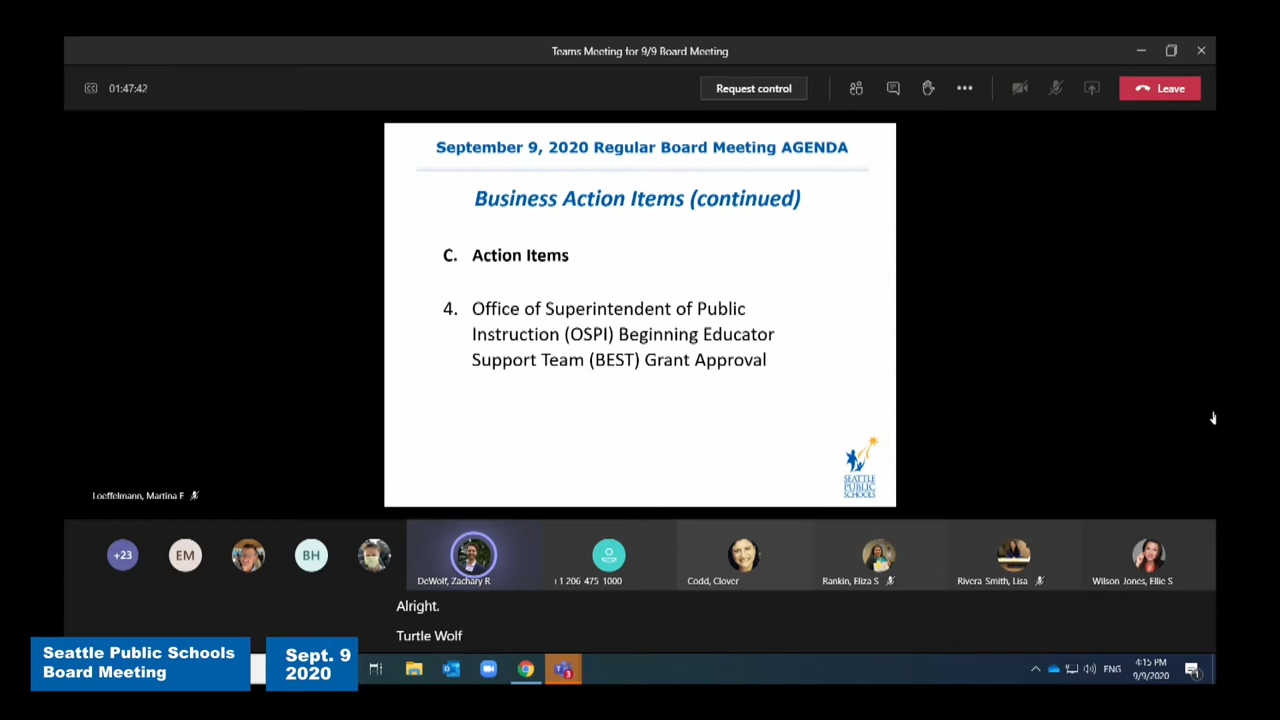 Teams Meeting for 9/9 Board Meeting
CC
01:47:42
Request control
Leave
September 9, 2020 Regular Board Meeting AGENDA
Business Action Items (continued)
C. Action Items
4. Office of Superintendent of Public
Instruction (OSPI) Beginning Educator
Support Team (BEST) Grant Approval
SEATTLE
PUBLIC
SCHOOLS
Loeffelmann, Martina F
+23
EM
BH
DeWolf, Zachary R
1 206 475 1000
Codd, Clover
Rankin, Eliza S
Rivera Smith, Lisa
Wilson Jones, Ellie S
Alright.
Turtle Wolf
Seattle Public Schools
Board Meeting
Sept. 9
2020
3
ENG
4:15 PM
9/9/2020
1